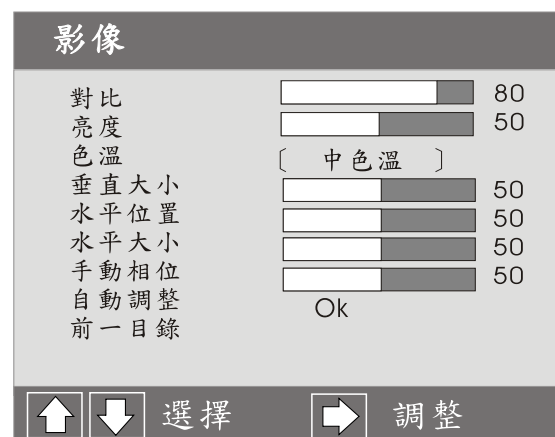 影像
對比 80
亮度 50
色溫 〔 中色溫 〕
垂直大小 50
水平位置 50
水平大小 50
手動相位 50
自動調整 Ok
前一目錄
選擇 調整